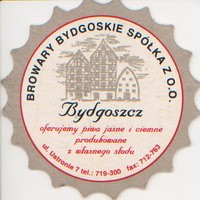 BROWARY BYDGOSKIE SPÓŁKA Z O.O.
Bydgoszcz
oferujemy piwa jasne i ciemne
produkowane
z własnego słodu
ul. Ustronie 7 tel.: 719-300 fax: 712-763